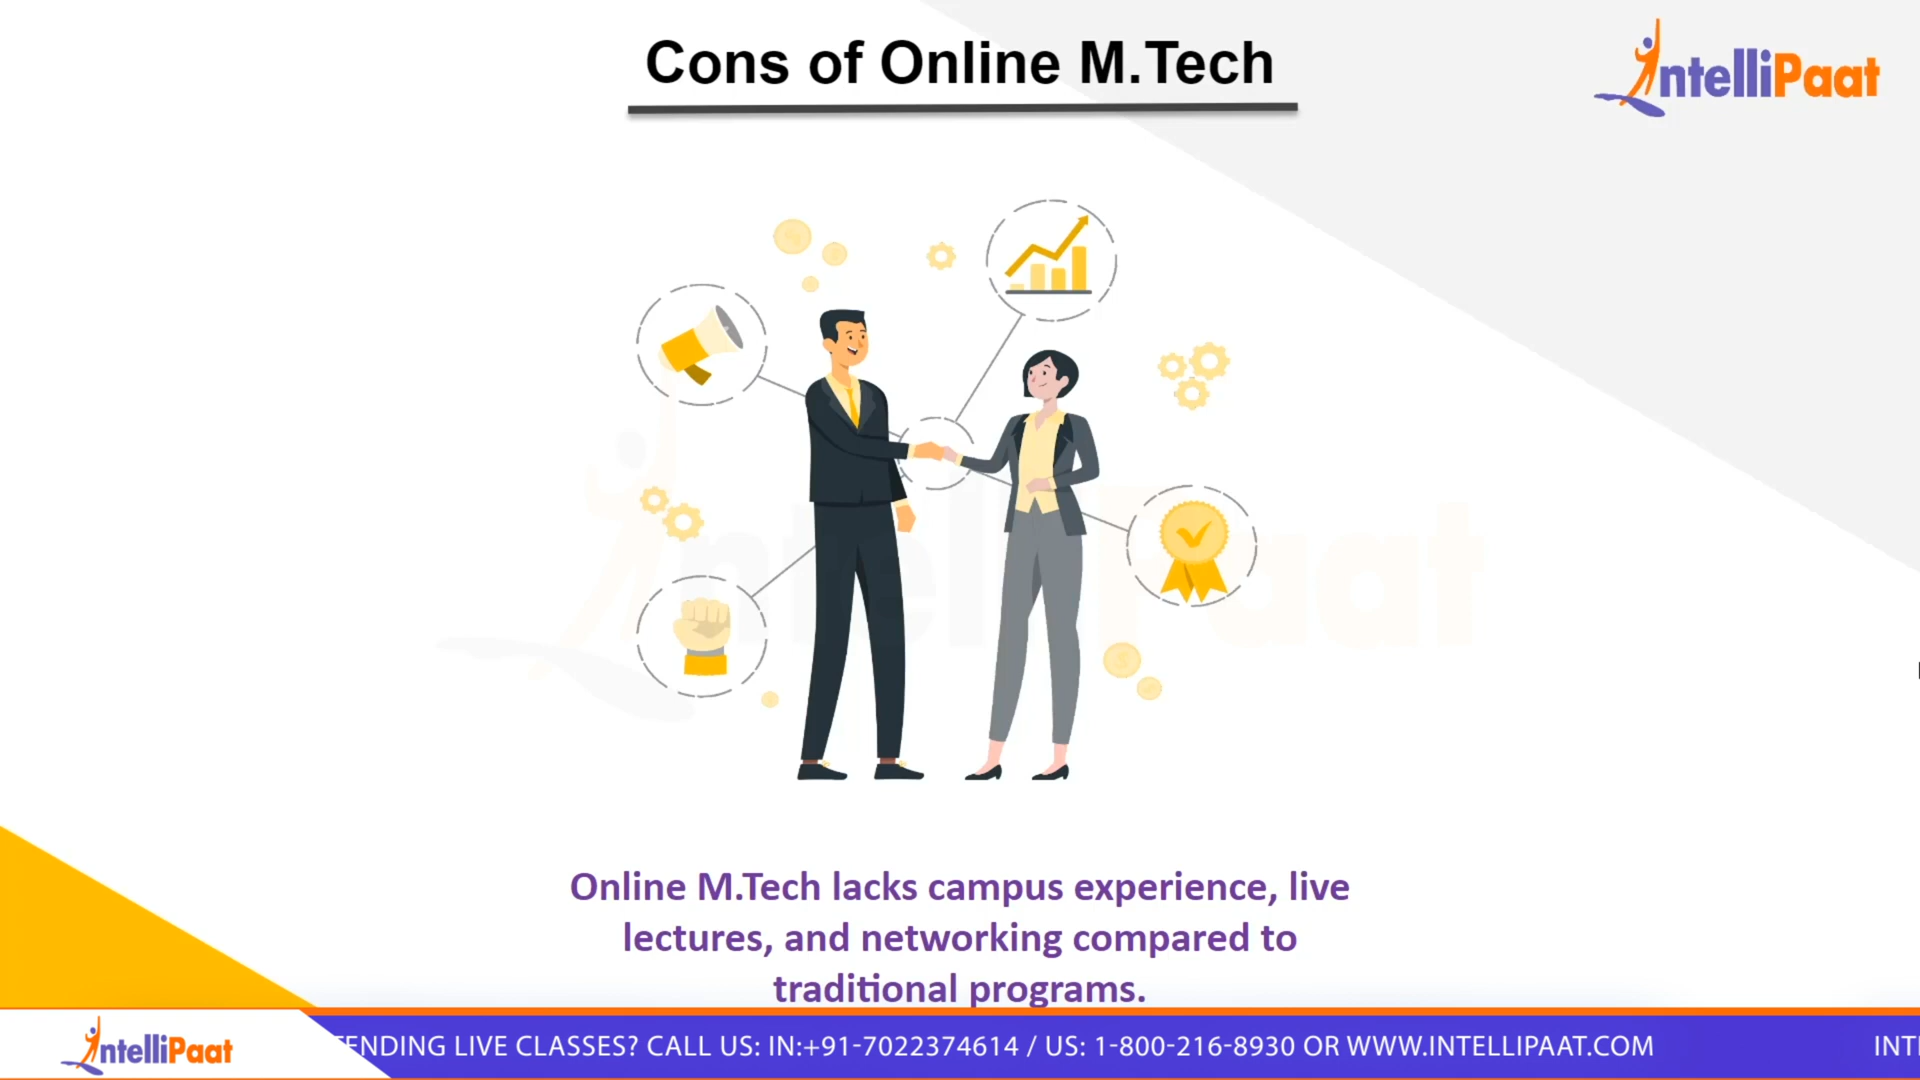 Cons of Online M.Tech
IntelliPaat
IntelliPaat
Online M.Tech lacks campus experience, live
lectures, and networking compared to
traditional programs.
IntelliPaat
ENDING LIVE CLASSES? CALL US: IN:+91-7022374614 / US: 1-800-216-8930 OR WWW.INTELLIPAAT.COM